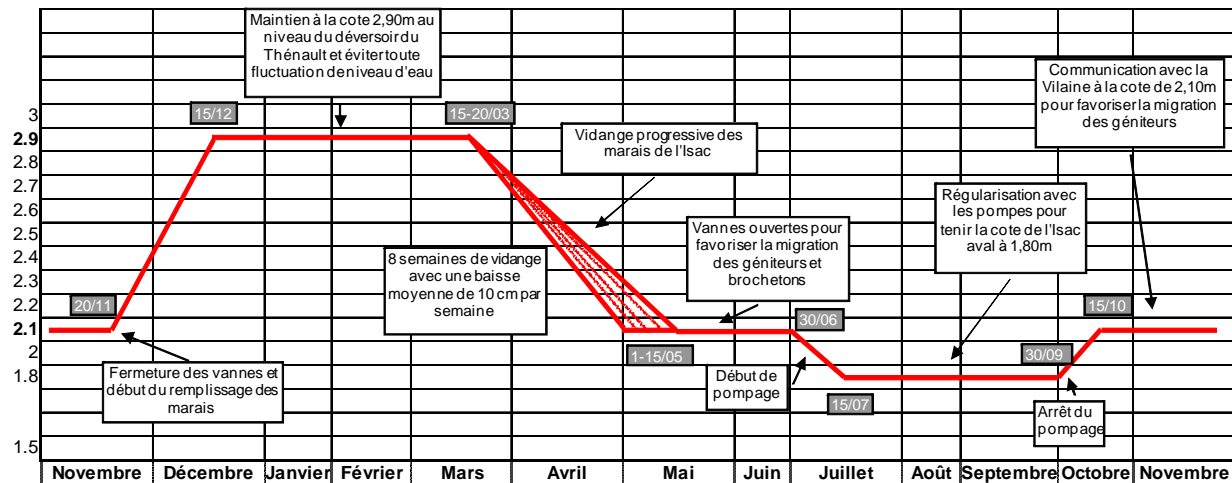 Maintien à la cote 2,90m au
niveau du déversoir du
Thénault et éviter toute
fluctuation de niveau d'eau
Communication avec la
Vilaine à la cote de 2,10m
pour favoriser la migration
des géniteurs
15/12
15-20/03
Vidange progressive des
marais de l'Isac
Régularisation avec
les pompes pour
tenir la cote de l'Isac
aval à 1,80m
Vannes ouvertes pour
favoriser la migration
des géniteurs et
brochetons
8 semaines de vidange
avec une baisse
moyenne de 10 cm par
semaine
20/11
15/10
30/06
1-15/05
30/09
Fermeture des vannes et
début du remplissage des
marais
Début de
pompage
15/07
Arrêt du
pompage
3
2.9
2.8
2.7
2.6
2.5
2.4
2.3
2.2
2.1
2
1.8
1.5
Novembre Décembre Janvier Février Mars Avril Mai Juin Juillet Août Septembre Octobre Novembre